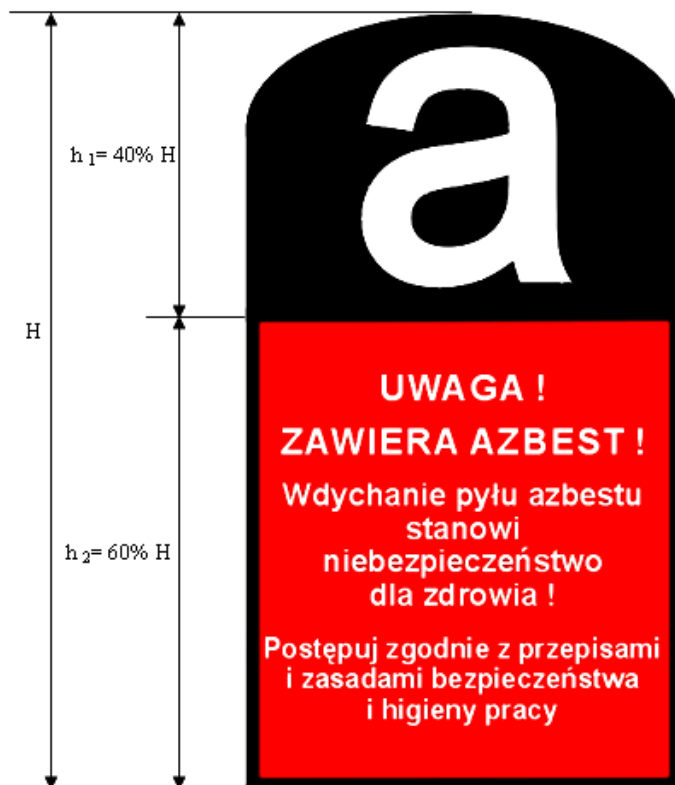 a
h 1= 40% H
H
UWAGA !
ZAWIERA AZBEST !
Wdychanie pyłu azbestu
stanowi
niebezpieczeństwo
dla zdrowia !
h 2= 60% H
Postępuj zgodnie z przepisami
i zasadami bezpieczeństwa
i higieny pracy